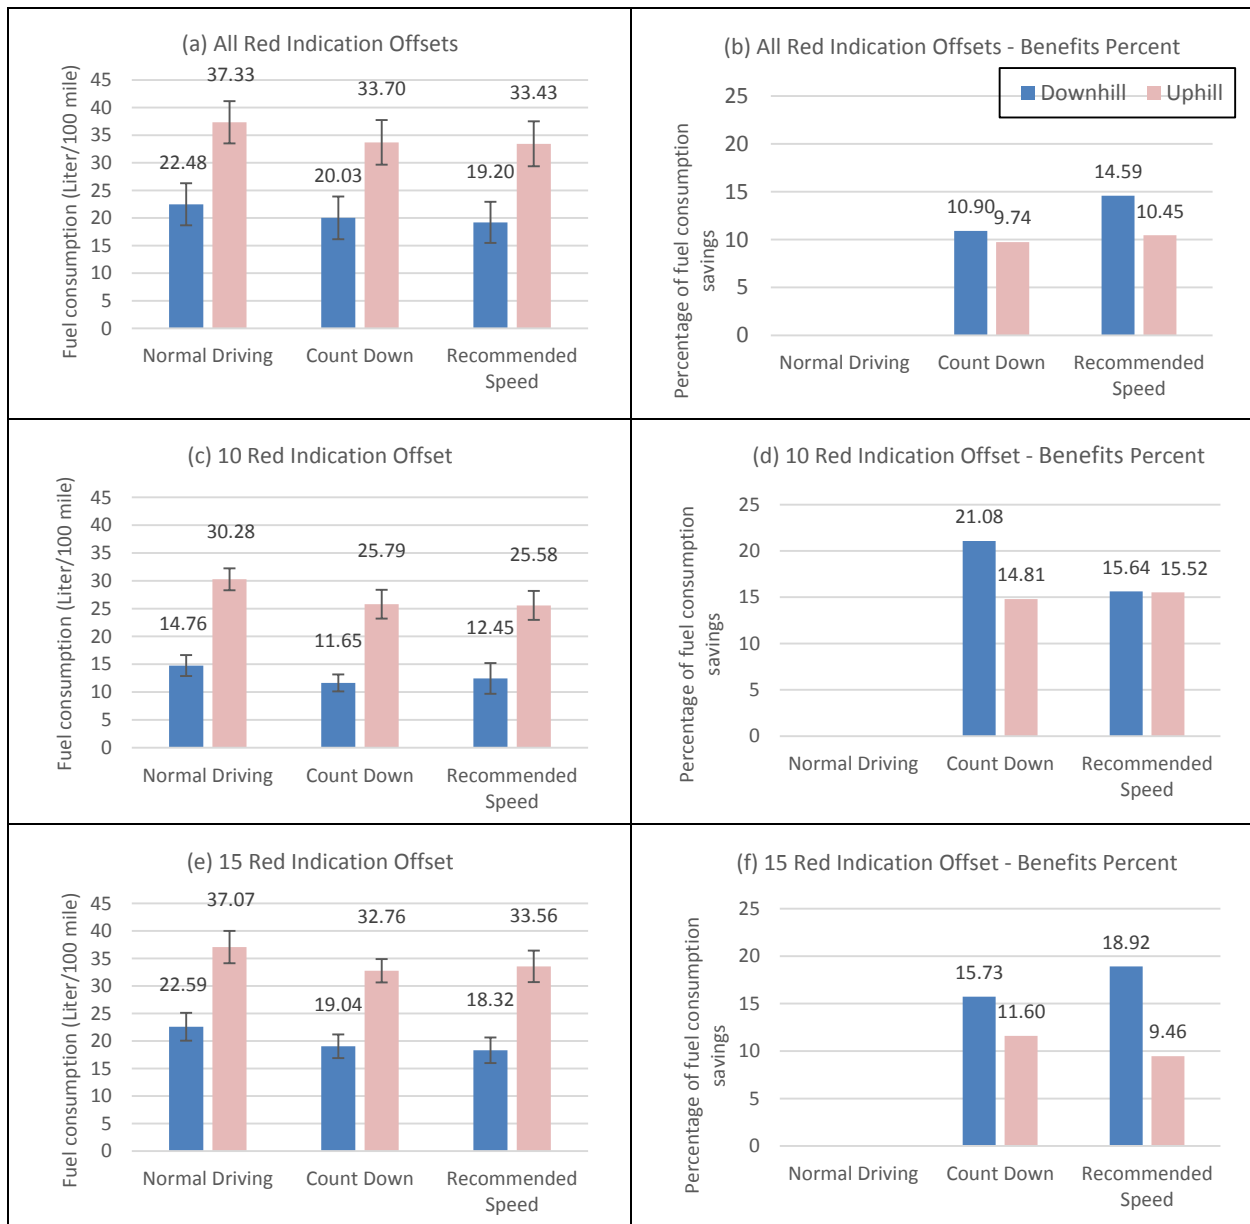 (a) All Red Indication Offsets
Fuel consumption (Liter/100 mile)
45
40
35
30
25
20
15
10
5
0
22.48
37.33
20.03
33.70
19.20
33.43
Normal Driving
Count Down
Recommended
Speed
(b) All Red Indication Offsets - Benefits Percent
Downhill Uphill
Percentage of fuel consumption
savings
25
20
15
10
5
0
10.90
9.74
14.59
10.45
Normal Driving
Count Down
Recommended
Speed
(c) 10 Red Indication Offset
Fuel consumption (Liter/100 mile)
45
40
35
30
25
20
15
10
5
0
14.76
30.28
11.65
25.79
12.45
25.58
Normal Driving
Count Down
Recommended
Speed
(d) 10 Red Indication Offset - Benefits Percent
Percentage of fuel consumption
savings
25
20
15
10
5
0
21.08
14.81
15.64
15.52
Normal Driving
Count Down
Recommended
Speed
(e) 15 Red Indication Offset
Fuel consumption (Liter/100 mile)
45
40
35
30
25
20
15
10
5
0
22.59
37.07
19.04
32.76
18.32
33.56
Normal Driving
Count Down
Recommended
Speed
(f) 15 Red Indication Offset - Benefits Percent
Percentage of fuel consumption
savings
25
20
15
10
5
0
15.73
11.60
18.92
9.46
Normal Driving
Count Down
Recommended
Speed